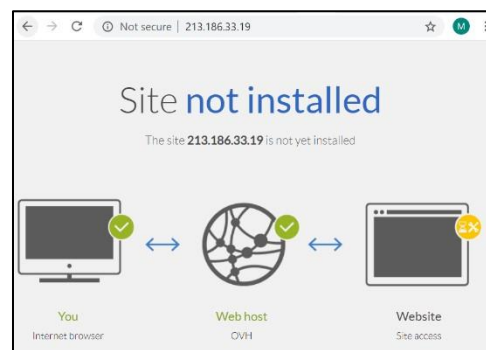 Not secure | 213.186.33.19
M
Site not installed
The site 213.186.33.19 is not yet installed
You
Web host
Website
Internet browser
OVH
Site access